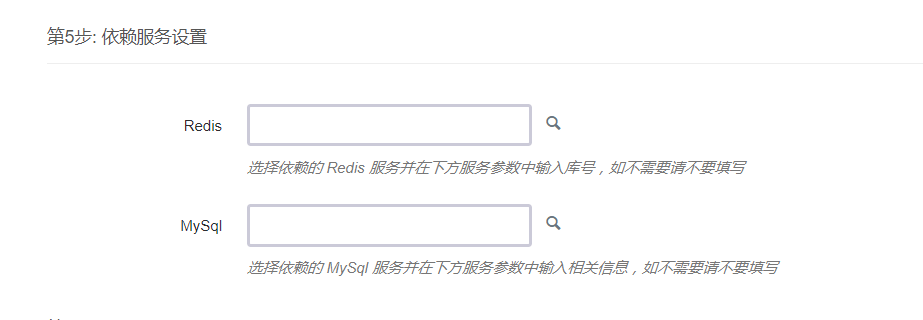 第5步: 依赖服务设置
Redis
选择依赖的 Redis 服务并在下方服务参数中输入库号，如不需要请不要填写
MySql
选择依赖的 MySql 服务并在下方服务参数中输入相关信息，如不需要请不要填写